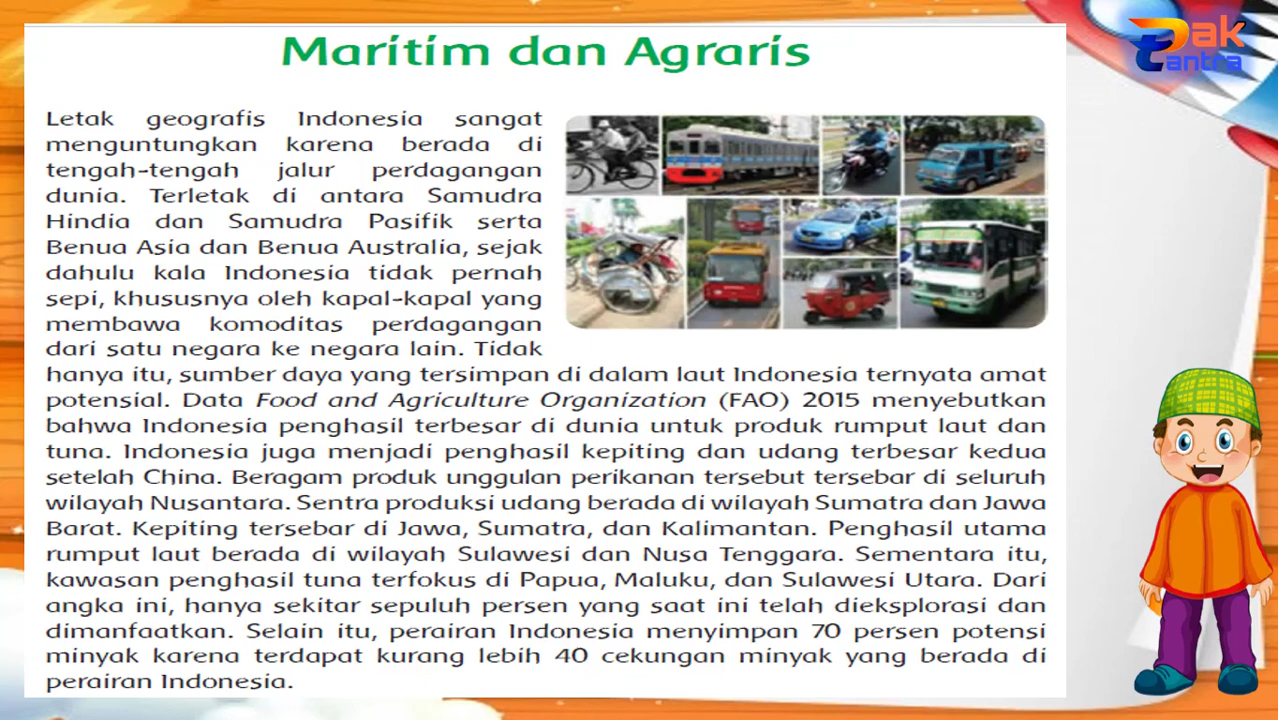 Maritim dan Agraris
Pak
Tantra
Letak geografis Indonesia sangat
menguntungkan karena berada di
tengah-tengah jalur perdagangan
dunia. Terletak di antara Samudra
Hindia dan Samudra Pasifik serta
Benua Asia dan Benua Australia, sejak
dahulu kala Indonesia tidak pernah
sepi, khususnya oleh kapal-kapal yang
membawa komoditas perdagangan
dari satu negara ke negara lain. Tidak
hanya itu, sumber daya yang tersimpan di dalam laut Indonesia ternyata amat
potensial. Data Food and Agriculture Organization (FAO) 2015 menyebutkan
bahwa Indonesia penghasil terbesar di dunia untuk produk rumput laut dan
tuna. Indonesia juga menjadi penghasil kepiting dan udang terbesar kedua
setelah China. Beragam produk unggulan perikanan tersebut tersebar di seluruh
wilayah Nusantara. Sentra produksi udang berada di wilayah Sumatra dan Jawa
Barat. Kepiting tersebar di Jawa, Sumatra, dan Kalimantan. Penghasil utama
rumput laut berada di wilayah Sulawesi dan Nusa Tenggara. Sementara itu,
kawasan penghasil tuna terfokus di Papua, Maluku, dan Sulawesi Utara. Dari
angka ini, hanya sekitar sepuluh persen yang saat ini telah dieksplorasi dan
dimanfaatkan. Selain itu, perairan Indonesia menyimpan 70 persen potensi
minyak karena terdapat kurang lebih 40 cekungan minyak yang berada di
perairan Indonesia.